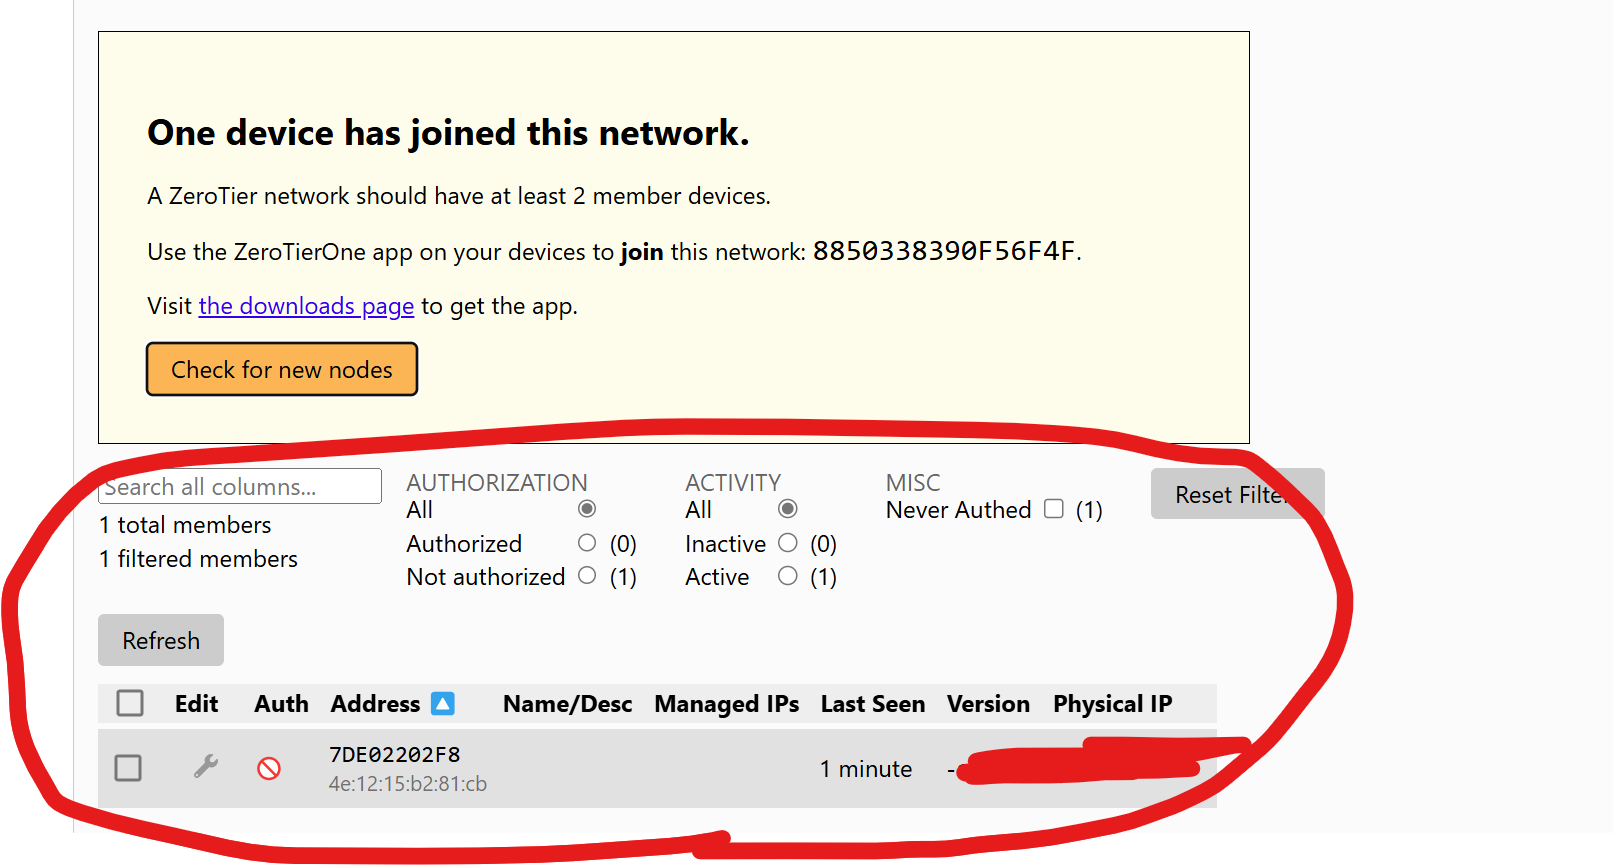 One device has joined this network.
A ZeroTier network should have at least 2 member devices.
Use the ZeroTierOne app on your devices to join this network: 8850338390F56F4F.
Visit the downloads page to get the app.
Check for new nodes
Search all columns...
1 total members
1 filtered members
AUTHORIZATION
All
Authorized (0)
Not authorized (1)
ACTIVITY
All
Inactive (0)
Active (1)
MISC
Never Authed (1)
Reset Filte
Refresh
Edit Auth Address Name/Desc Managed IPs Last Seen Version Physical IP
7DE02202F8 1 minute -
4e:12:15:b2:81:cb